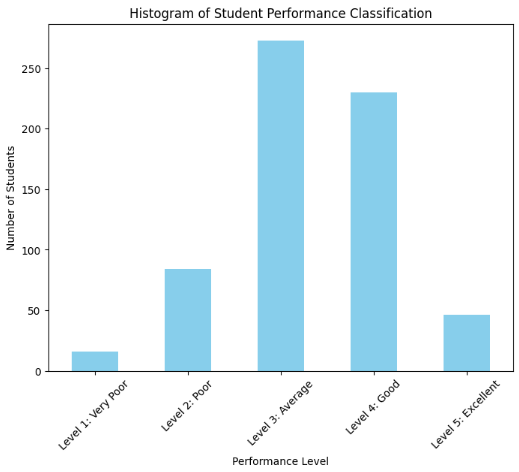 Histogram of Student Performance Classification
Number of Students
250
200
150
100
50
0
Level 1: Very Poor
Level 2: Poor
Level 3: Average
Level 4: Good
Level 5: Excellent
Performance Level